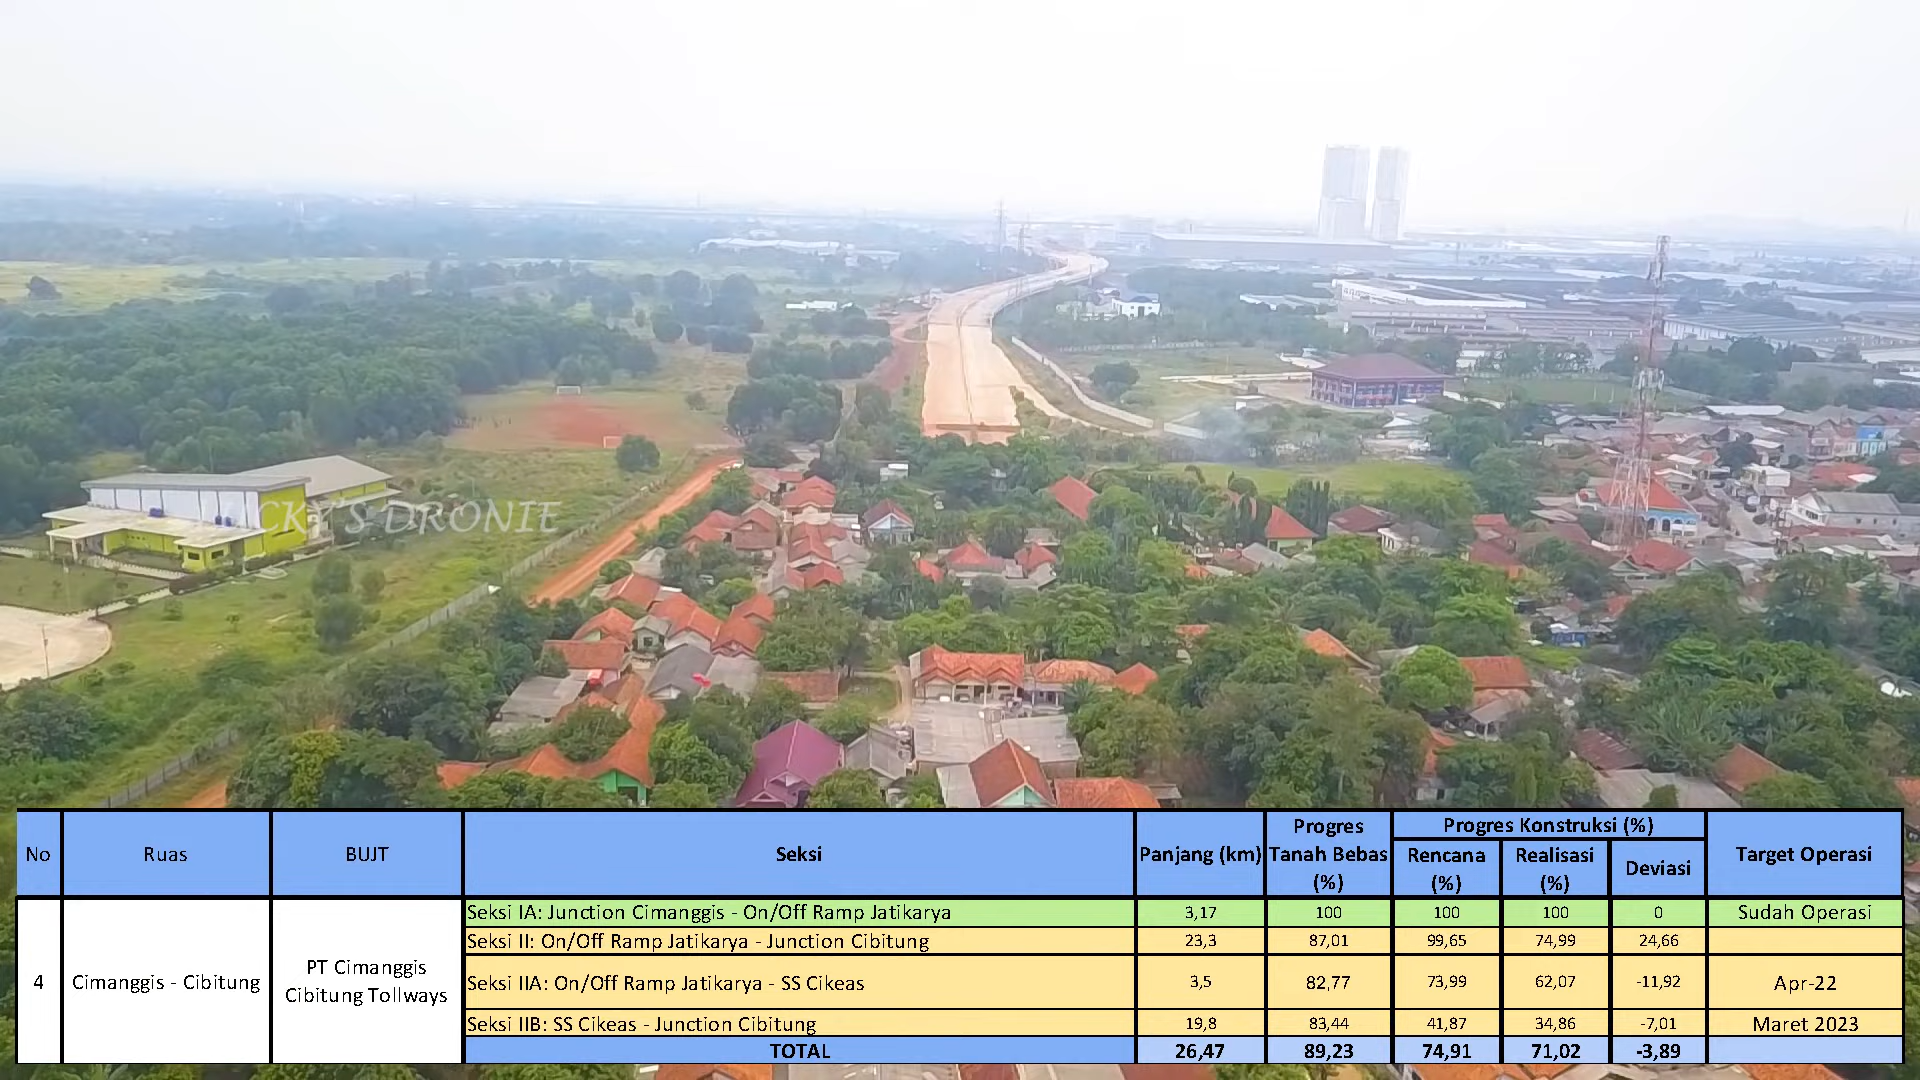 CKY'S DRONIE
No Ruas BUJT Seksi Panjang (km) Progres Tanah Bebas (%) Progres Konstruksi (%) Rencana (%) Realisasi (%) Deviasi Target Operasi
4 Cimanggis - Cibitung PT Cimanggis Cibitung Tollways
Seksi IA: Junction Cimanggis - On/Off Ramp Jatikarya 3,17 100 100 100 0 Sudah Operasi
Seksi II: On/Off Ramp Jatikarya - Junction Cibitung 23,3 87,01 99,65 74,99 24,66
Seksi IIA: On/Off Ramp Jatikarya - SS Cikeas 3,5 82,77 73,99 62,07 -11,92 Apr-22
Seksi IIB: SS Cikeas - Junction Cibitung 19,8 83,44 41,87 34,86 -7,01 Maret 2023
TOTAL 26,47 89,23 74,91 71,02 -3,89